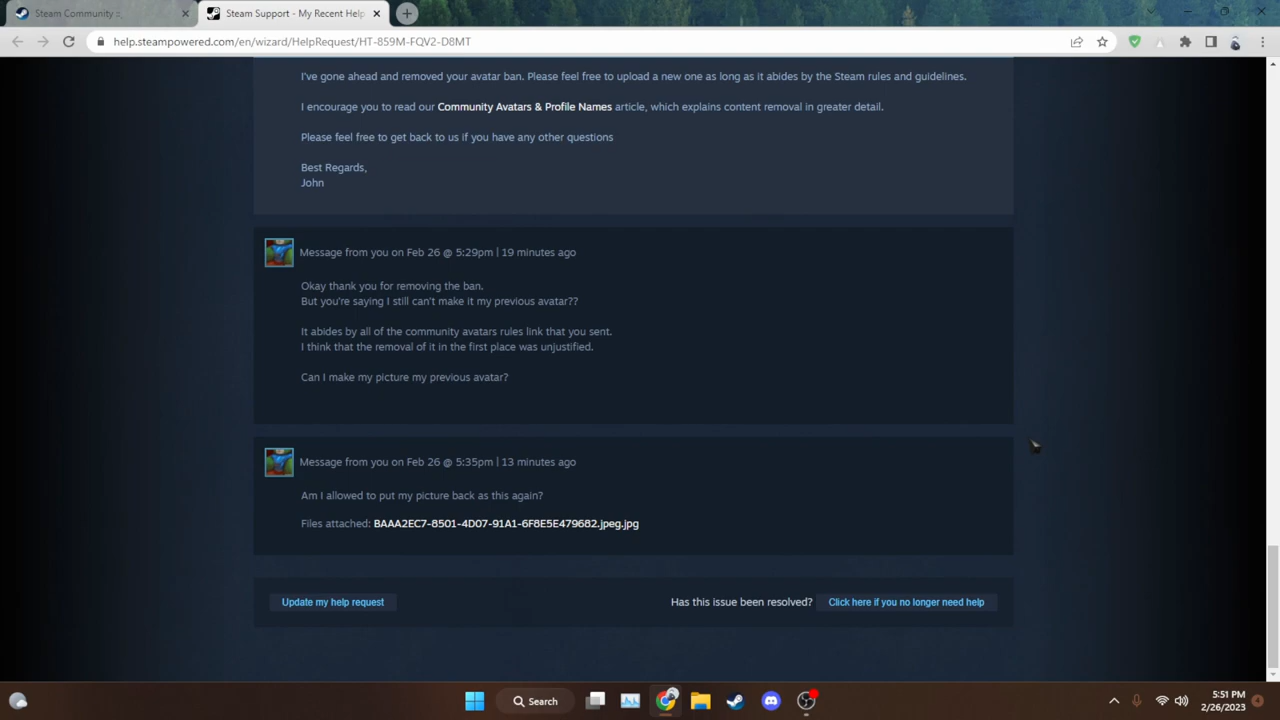 Steam Community ::
Steam Support - My Recent Help
help.steampowered.com/en/wizard/HelpRequest/HT-859M-FQV2-D8MT
I've gone ahead and removed your avatar ban. Please feel free to upload a new one as long as it abides by the Steam rules and guidelines.
I encourage you to read our Community Avatars & Profile Names article, which explains content removal in greater detail.
Please feel free to get back to us if you have any other questions
Best Regards,
John
Message from you on Feb 26 @ 5:29pm | 19 minutes ago
Okay thank you for removing the ban.
But you're saying I still can't make it my previous avatar??
It abides by all of the community avatars rules link that you sent.
I think that the removal of it in the first place was unjustified.
Can I make my picture my previous avatar?
Message from you on Feb 26 @ 5:35pm | 13 minutes ago
Am I allowed to put my picture back as this again?
Files attached: BAAA2EC7-8501-4D07-91A1-6F8E5E479682.jpeg.jpg
Update my help request
Has this issue been resolved? Click here if you no longer need help
Search
5:51 PM
2/26/2023
4